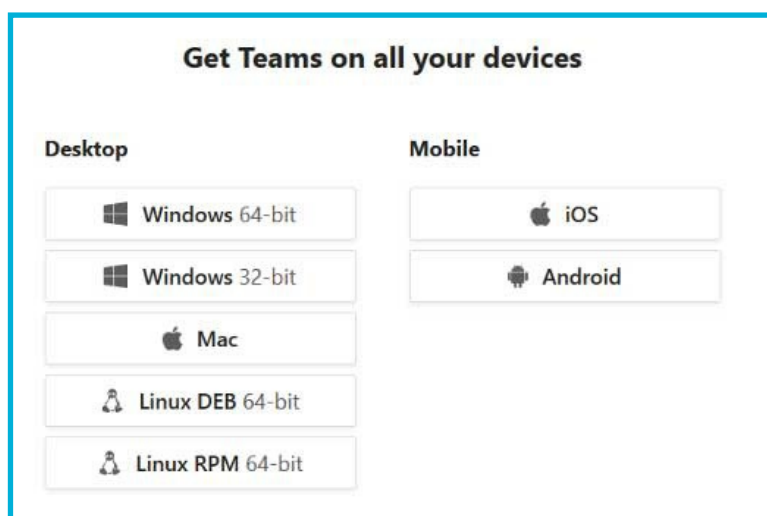 Get Teams on all your devices
Desktop
Windows 64-bit
Windows 32-bit
Mac
Linux DEB 64-bit
Linux RPM 64-bit
Mobile
iOS
Android